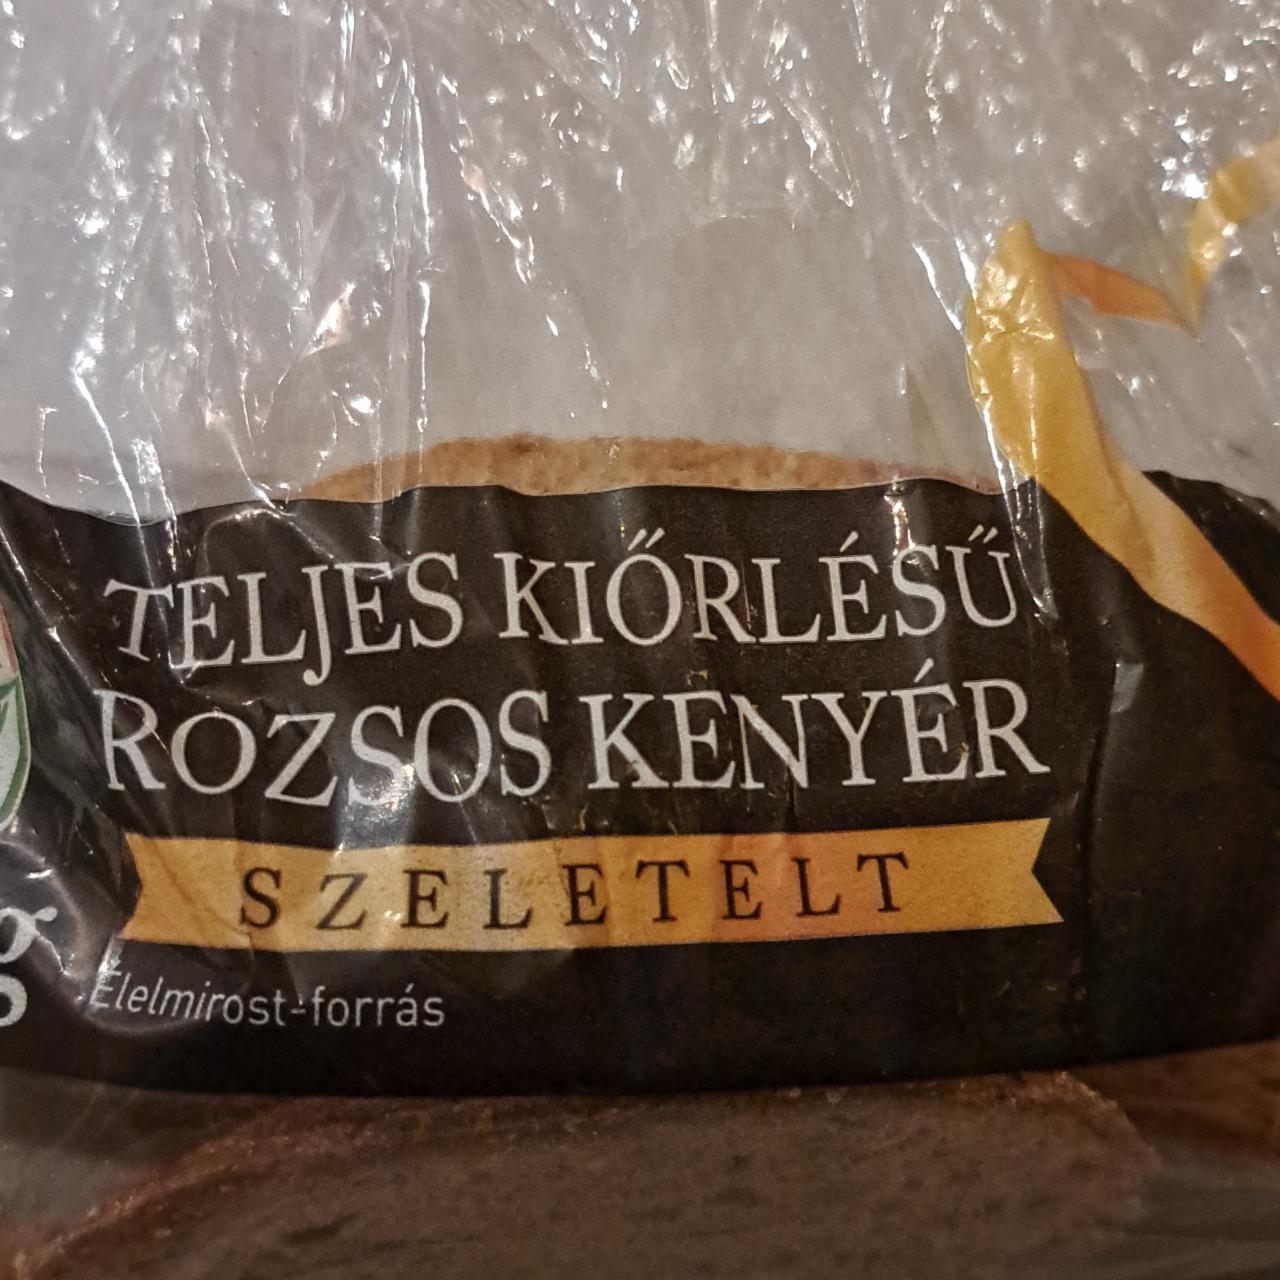 TELJES KIŐRLÉSŰ
ROZSOS KENYÉR
SZELETELT
Élelmirost-forrás
g